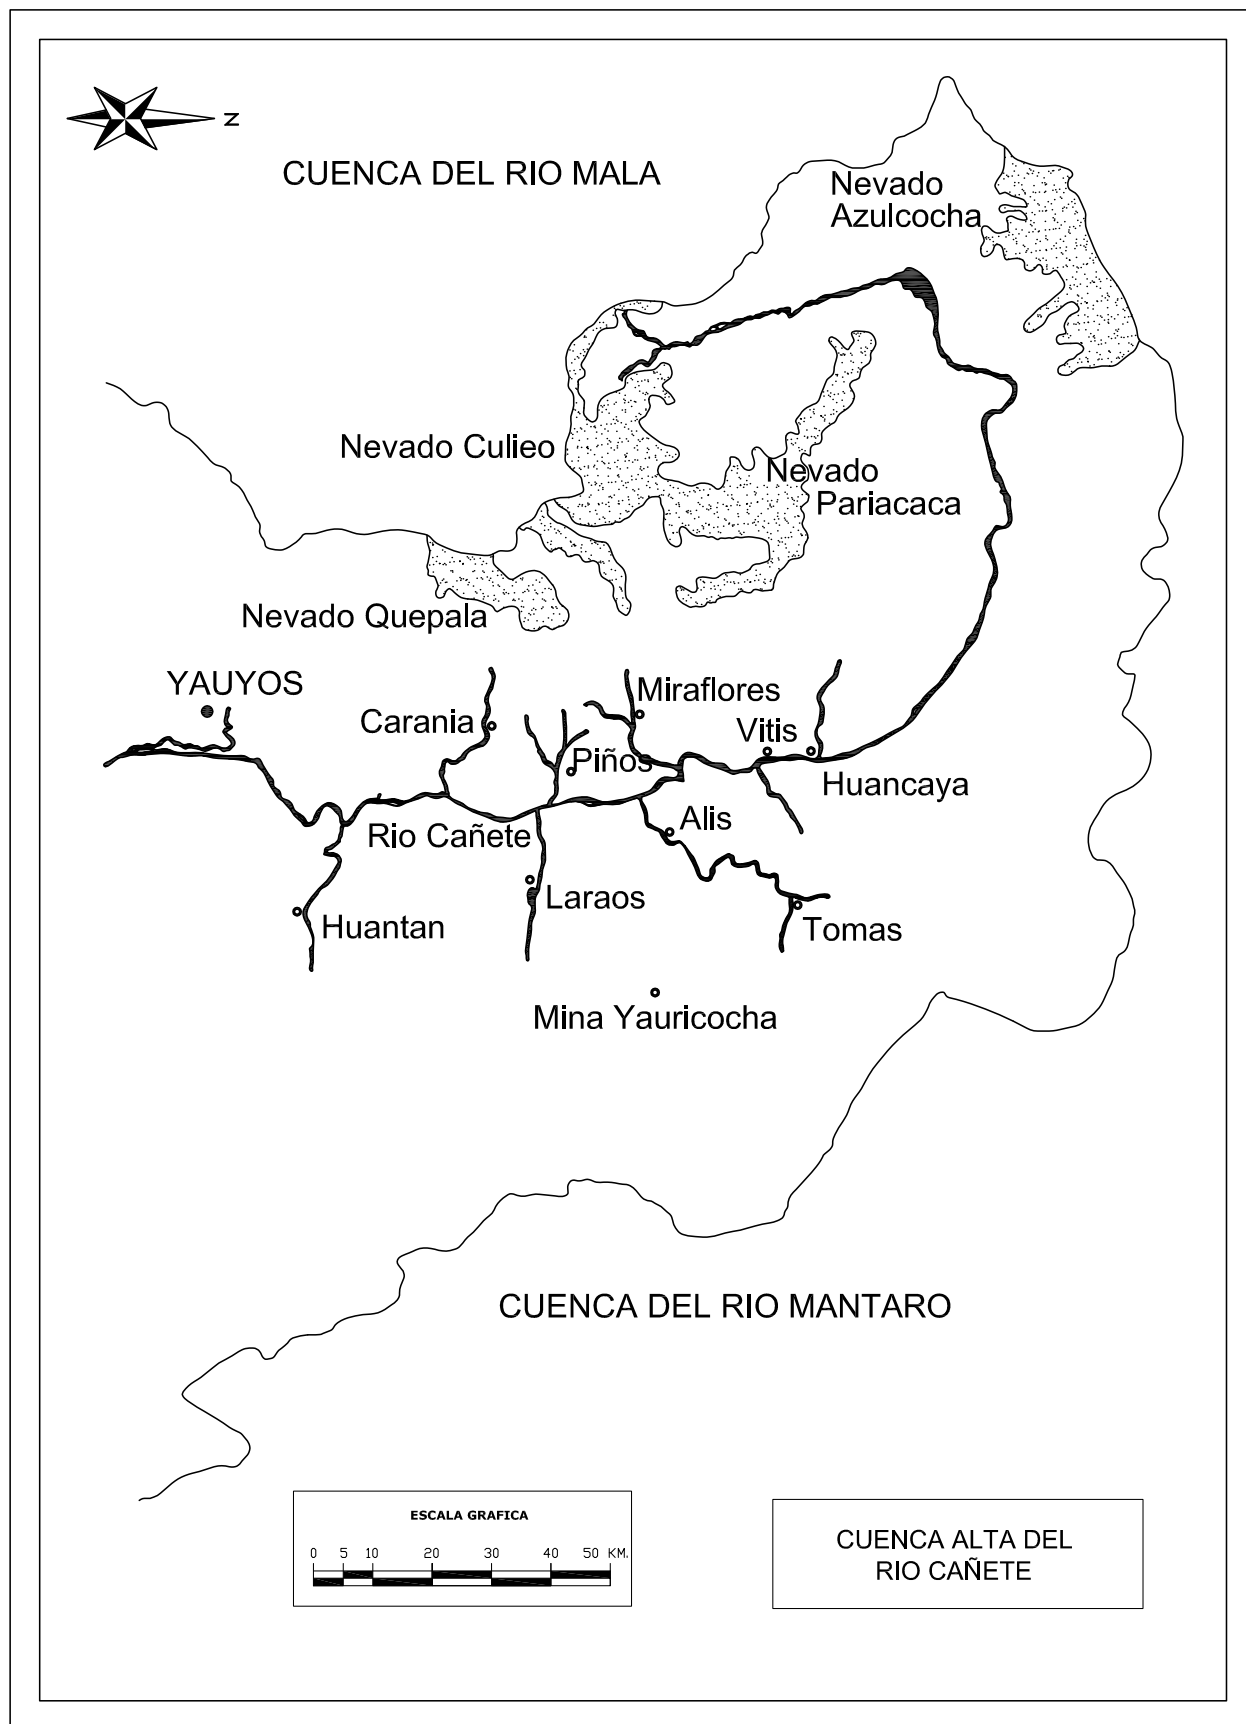 N
CUENCA DEL RIO MALA
Nevado
Azulcocha
Nevado Culieo
Nevado
Pariacaca
Nevado Quepala
YAUYOS
Miraflores
Carania
Vitis
Piños
Huancaya
Rio Cañete
Alis
Laraos
Huantan
Tomas
Mina Yauricocha
CUENCA DEL RIO MANTARO
ESCALA GRAFICA
0 5 10 20 30 40 50 KM.
CUENCA ALTA DEL
RIO CAÑETE